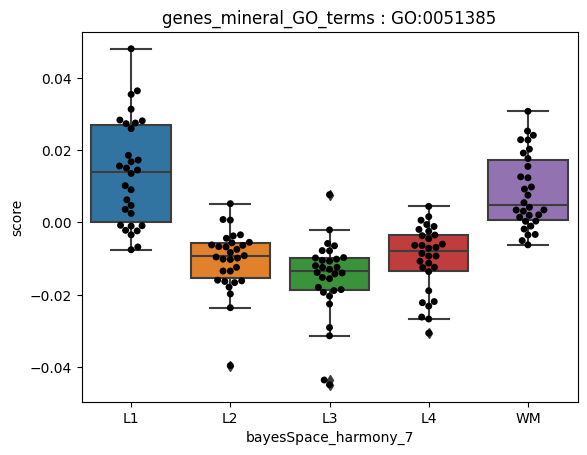 genes_mineral_GO_terms : GO:0051385
0.04
0.02
0.00
−0.02
−0.04
score
L1 L2 L3 L4 WM
bayesSpace_harmony_7